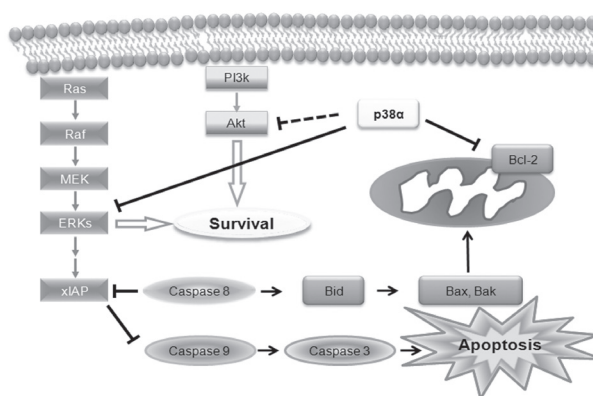 Ras
PI3k
Raf
Akt
p38α
MEK
Bcl-2
ERKs
Survival
xIAP
Caspase 8
Bid
Bax, Bak
Caspase 9
Caspase 3
Apoptosis